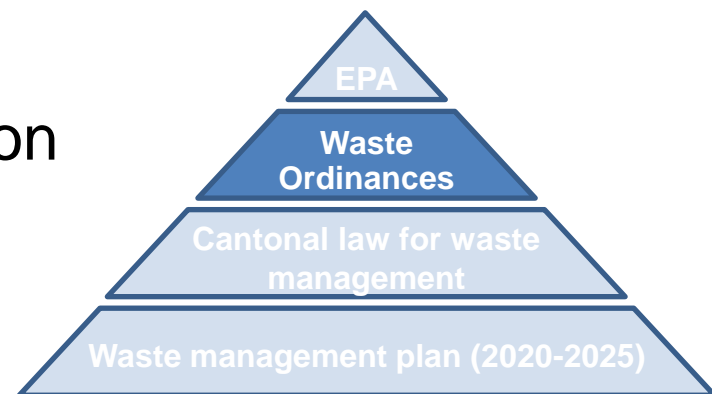 EPA
on
Waste
Ordinances
Cantonal law for waste
management
Waste management plan (2020-2025)